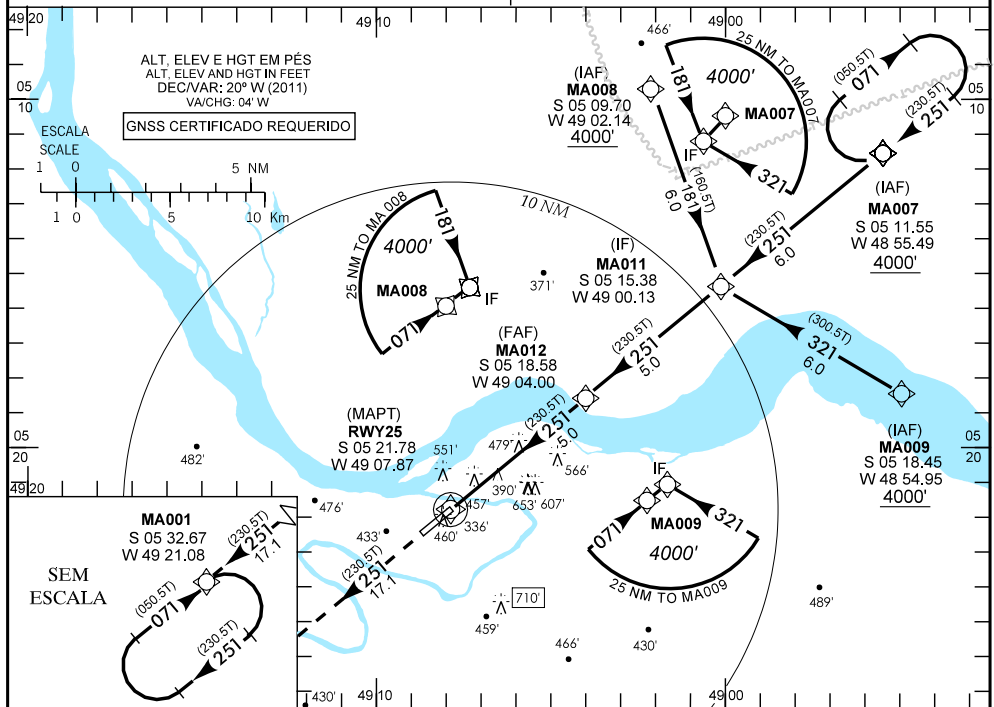 49 20
49 10
49 00
ALT, ELEV E HGT EM PÉS
ALT, ELEV AND HGT IN FEET
DEC/VAR: 20º W (2011)
VA/CHG: 04' W
GNSS CERTIFICADO REQUERIDO
05
10
ESCALA
SCALE
1 0 5 NM
1 0 5 10 Km
466'
(IAF)
MA008
S 05 09.70
W 49 02.14
4000'
25 NM TO MA007
181
4000'
MA007
IF
321
(050.5T)
071
(230.5T)
251
05
10
(IAF)
MA007
S 05 11.55
W 48 55.49
4000'
(160.5T)
181
6.0
(230.5T)
251
6.0
10 NM
25 NM TO MA 008
181
4000'
MA008
IF
071
371'
(IF)
MA011
S 05 15.38
W 49 00.13
(300.5T)
321
6.0
(230.5T)
251
5.0
(FAF)
MA012
S 05 18.58
W 49 04.00
(IAF)
MA009
S 05 18.45
W 48 54.95
4000'
05
20
(MAPT)
RWY25
S 05 21.78
W 49 07.87
(230.5T)
251
5.0
05
20
482'
551'
479'
566'
390'
457'
653'
607'
336'
460'
476'
433'
IF
MA009
071
321
4000'
25 NM TO MA009
49 20
MA001
S 05 32.67
W 49 21.08
(230.5T)
251
17.1
(230.5T)
251
17.1
SEM
ESCALA
(050.5T)
071
(230.5T)
251
710'
459'
466'
430'
489'
430'
49 10
49 00